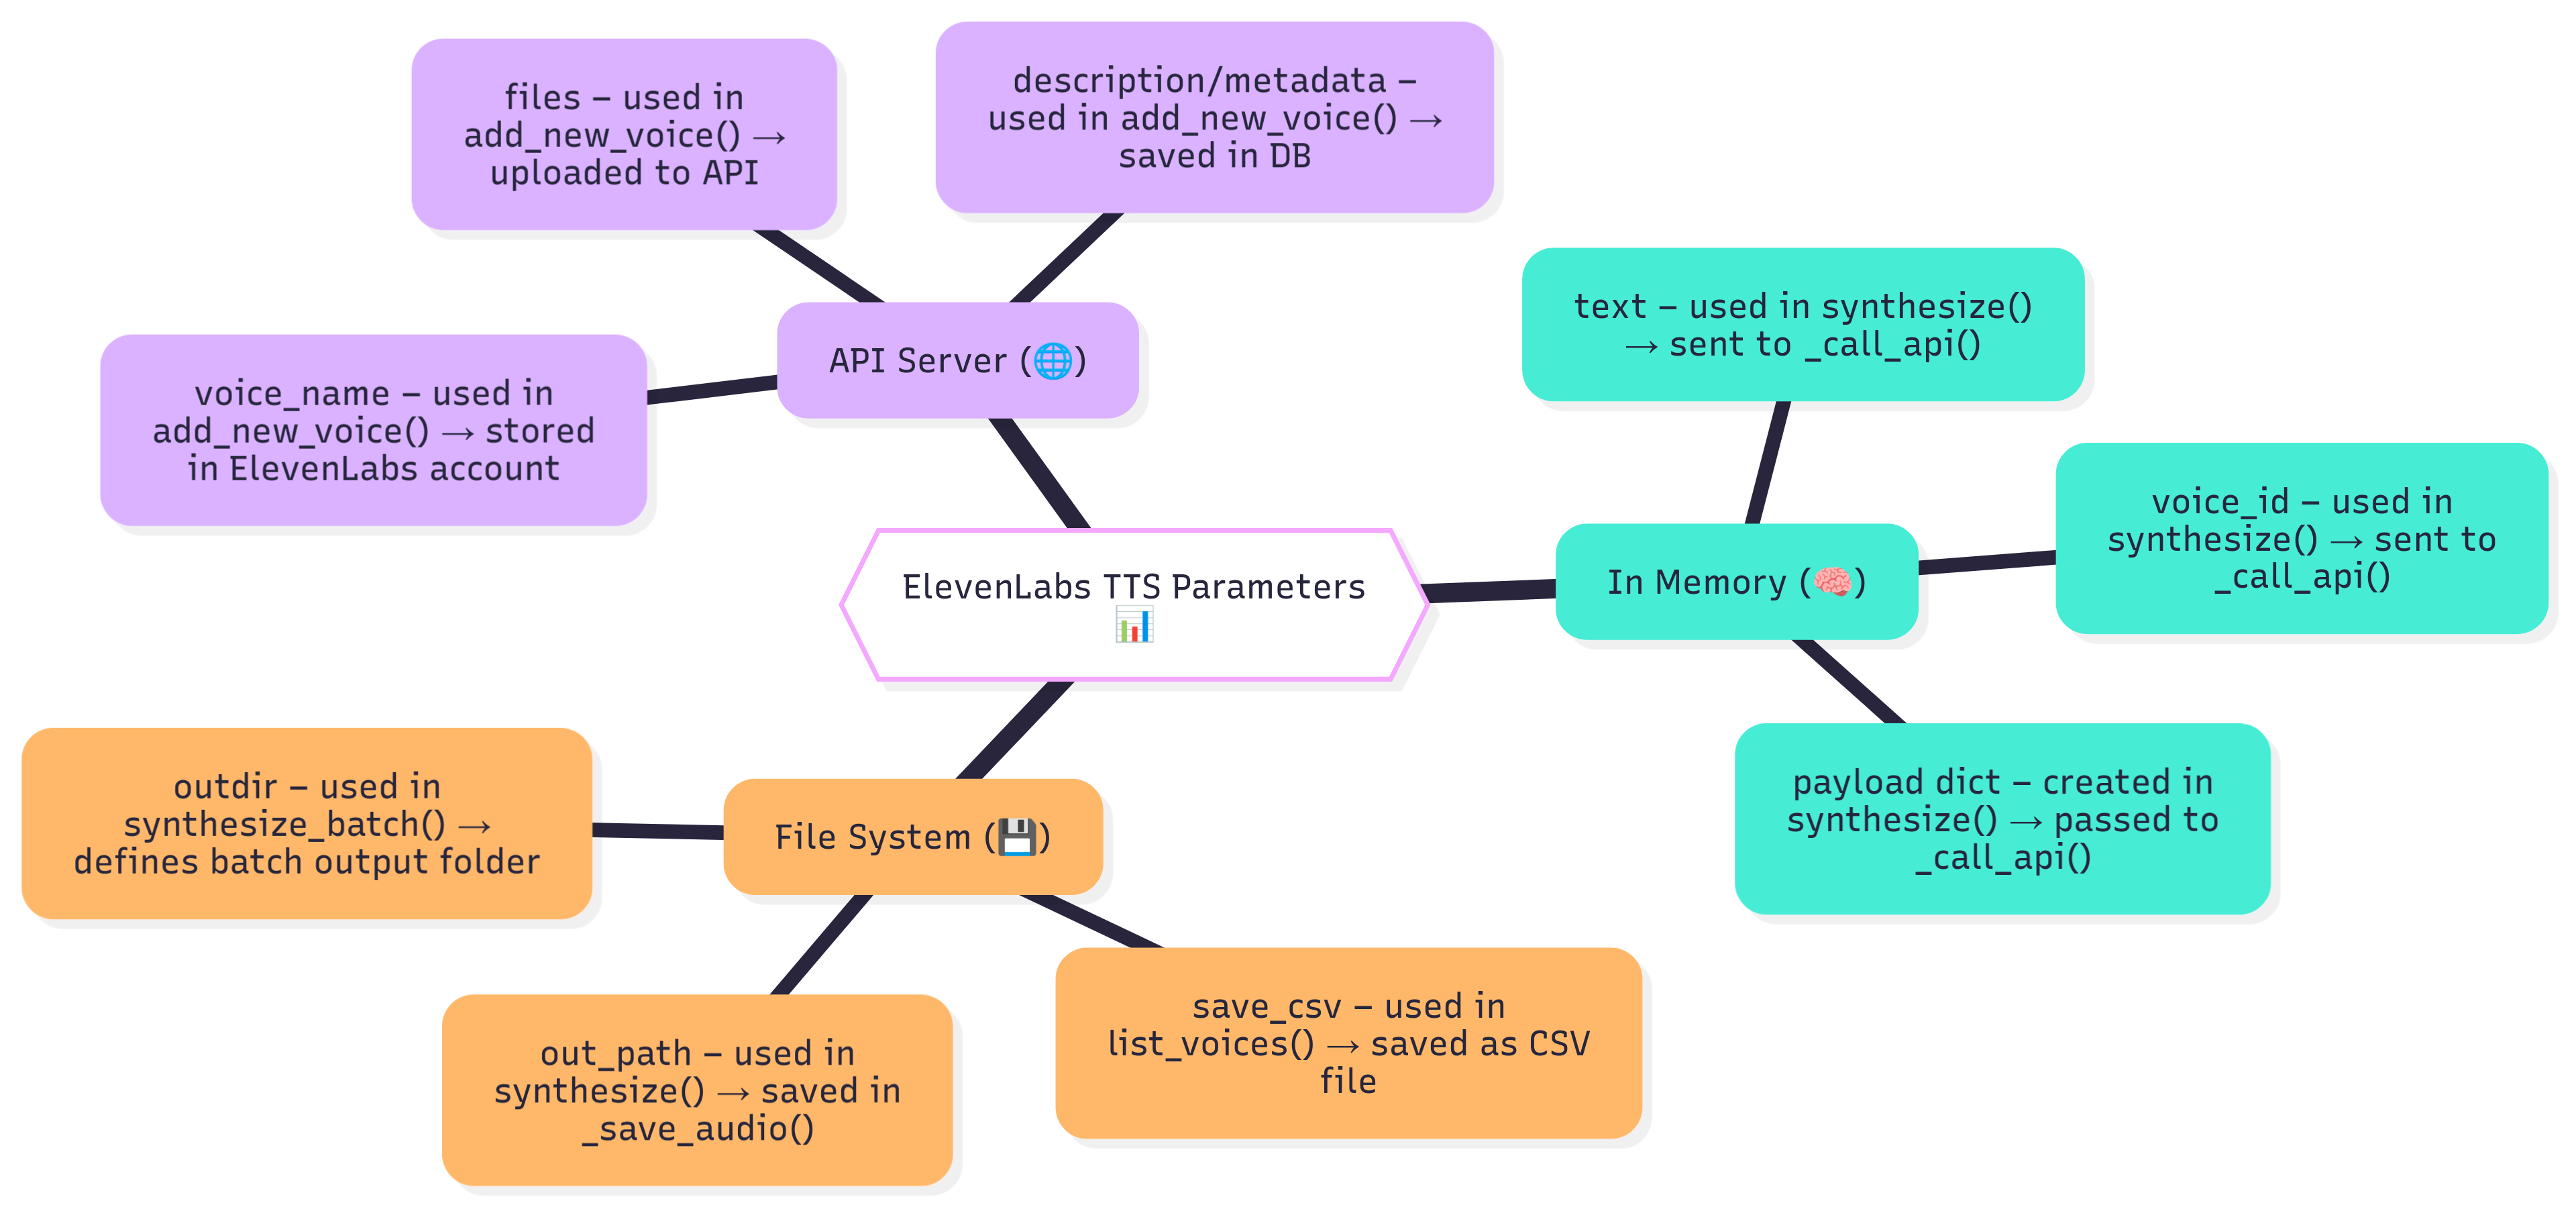 files – used in
add_new_voice() →
uploaded to API
description/metadata –
used in add_new_voice() →
saved in DB
text – used in synthesize()
→ sent to _call_api()
API Server (🌐)
voice_name – used in
add_new_voice() → stored
in ElevenLabs account
voice_id – used in
synthesize() → sent to
_call_api()
In Memory (🧠)
ElevenLabs TTS Parameters
📊
payload dict – created in
synthesize() → passed to
_call_api()
outdir – used in
synthesize_batch() →
defines batch output folder
File System (💾)
save_csv – used in
list_voices() → saved as CSV
file
out_path – used in
synthesize() → saved in
_save_audio()